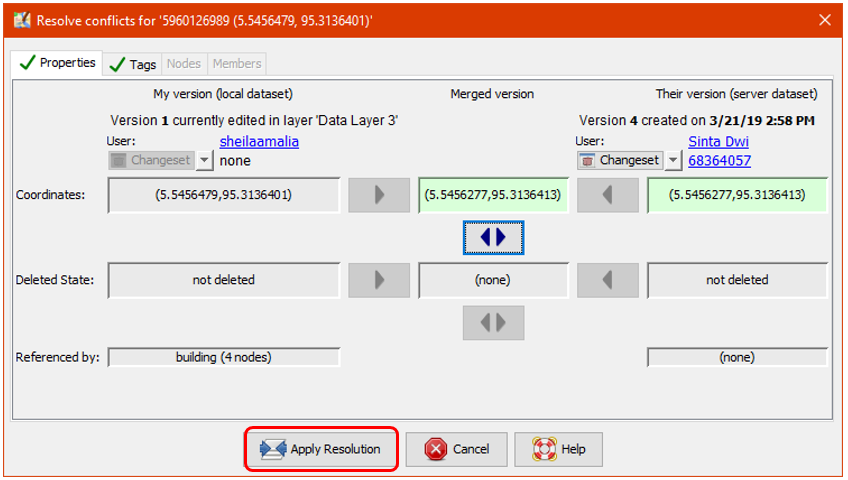 Resolve conflicts for '5960126989 (5.5456479, 95.3136401)'
Properties Tags Nodes Members
My version (local dataset) Merged version Their version (server dataset)
Version 1 currently edited in layer 'Data Layer 3' Version 4 created on 3/21/19 2:58 PM
User: sheilaamalia User: Sinta Dwi
Changeset none Changeset 68364057
Coordinates: (5.5456479,95.3136401) (5.5456277,95.3136413) (5.5456277,95.3136413)
Deleted State: not deleted (none) not deleted
Referenced by: building (4 nodes) (none)
Apply Resolution Cancel Help